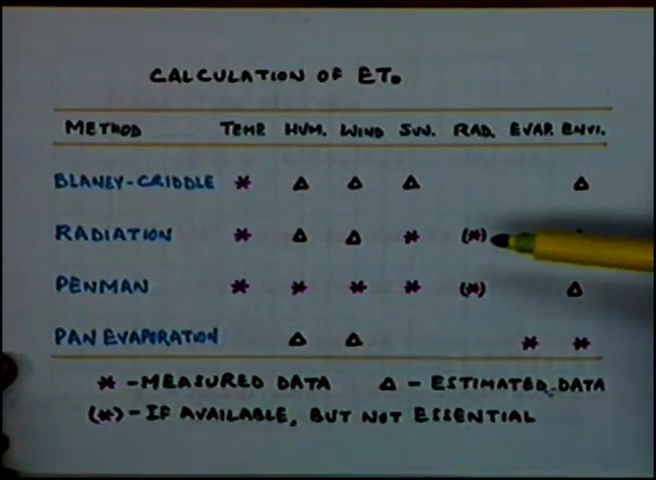 CALCULATION OF ETo
METHOD TEMP. HUM. WIND SUN. RAD. EVAP. ENVI.
BLANEY-CRIDDLE * Δ Δ Δ Δ
RADIATION * Δ Δ * (*)
PENMAN * * * * (*) Δ
PAN EVAPORATION Δ Δ * *
* -MEASURED DATA Δ - ESTIMATED DATA
(*) - IF AVAILABLE, BUT NOT ESSENTIAL